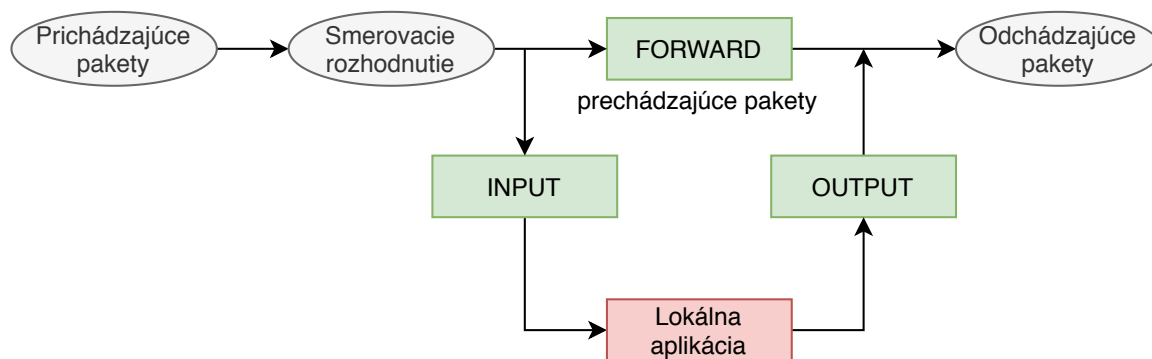 Prichádzajúce
pakety
Smerovacie
rozhodnutie
FORWARD
prechádzajúce pakety
Odchádzajúce
pakety
INPUT
OUTPUT
Lokálna
aplikácia